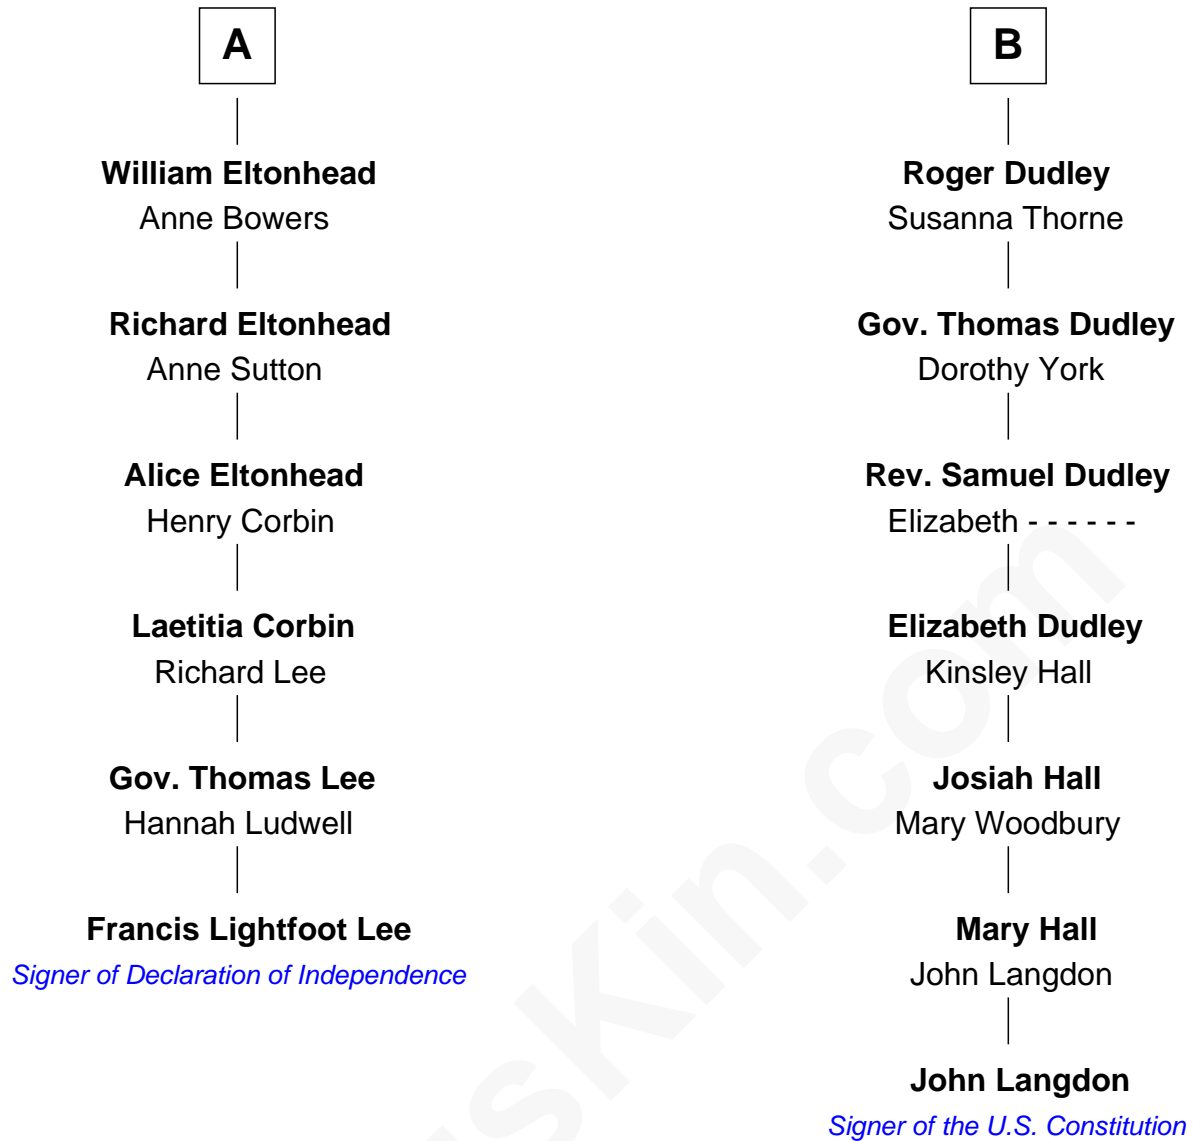 A
William Eltonhead
Anne Bowers
Richard Eltonhead
Anne Sutton
Alice Eltonhead
Henry Corbin
Laetitia Corbin
Richard Lee
Gov. Thomas Lee
Hannah Ludwell
Francis Lightfoot Lee
Signer of Declaration of Independence
B
Roger Dudley
Susanna Thorne
Gov. Thomas Dudley
Dorothy York
Rev. Samuel Dudley
Elizabeth - - - - - -
Elizabeth Dudley
Kinsley Hall
Josiah Hall
Mary Woodbury
Mary Hall
John Langdon
John Langdon
Signer of the U.S. Constitution